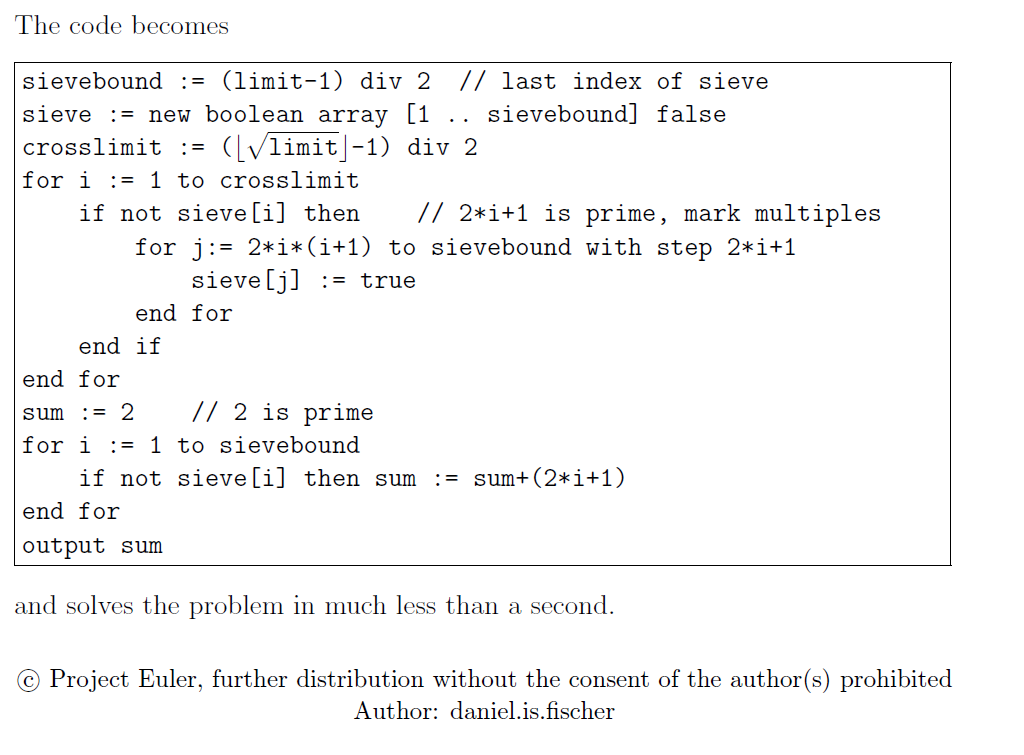 The code becomes
sievebound := (limit-1) div 2  // last index of sieve
sieve := new boolean array [1 .. sievebound] false
crosslimit := (⌊√limit⌋-1) div 2
for i := 1 to crosslimit
    if not sieve[i] then    // 2*i+1 is prime, mark multiples
        for j:= 2*i*(i+1) to sievebound with step 2*i+1
            sieve[j] := true
        end for
    end if
end for
sum := 2    // 2 is prime
for i := 1 to sievebound
    if not sieve[i] then sum := sum+(2*i+1)
end for
output sum
and solves the problem in much less than a second.
© Project Euler, further distribution without the consent of the author(s) prohibited
Author: daniel.is.fischer